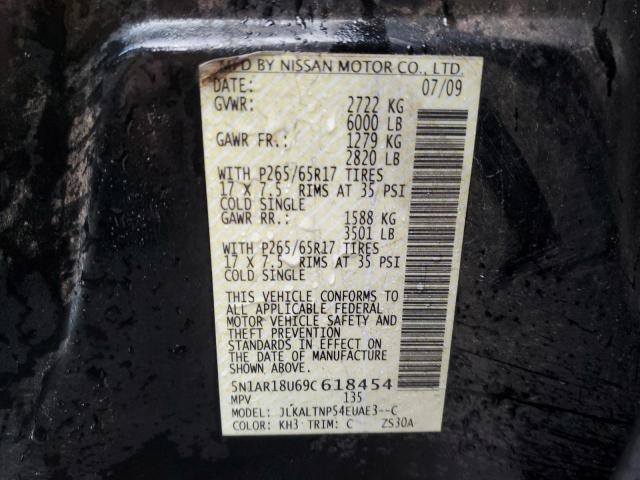 MFD BY NISSAN MOTOR CO., LTD.
DATE: 07/09
GVWR: 2722 KG
6000 LB
GAWR FR.: 1279 KG
2820 LB
WITH P265/65R17 TIRES
17 X 7.5 RIMS AT 35 PSI
COLD SINGLE
GAWR RR.: 1588 KG
3501 LB
WITH P265/65R17 TIRES
17 X 7.5 RIMS AT 35 PSI
COLD SINGLE
THIS VEHICLE CONFORMS TO
ALL APPLICABLE FEDERAL
MOTOR VEHICLE SAFETY AND
THEFT PREVENTION
STANDARDS IN EFFECT ON
THE DATE OF MANUFACTURE
SHOWN ABOVE.
5N1AR18U69C618454
MPV 135
MODEL: JLKALTNP54EUAE3--C
COLOR: KH3 TRIM: C ZS30A